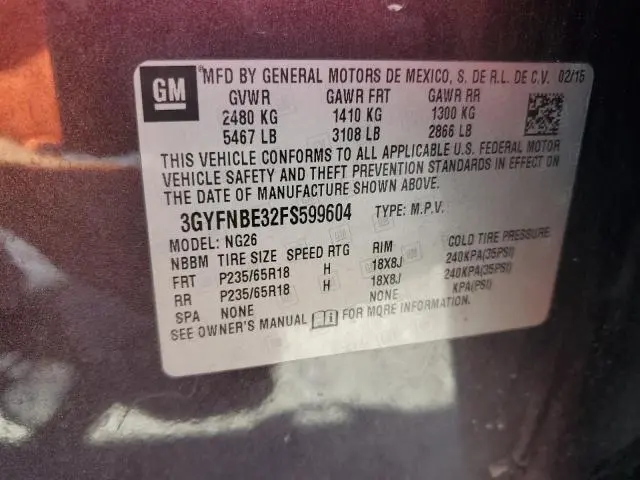 GM
MFD BY GENERAL MOTORS DE MEXICO, S. DE R.L. DE C.V. 02/15
GVWR GAWR FRT GAWR RR
2480 KG 1410 KG 1300 KG
5467 LB 3108 LB 2866 LB
THIS VEHICLE CONFORMS TO ALL APPLICABLE U.S. FEDERAL MOTOR
VEHICLE SAFETY AND THEFT PREVENTION STANDARDS IN EFFECT ON
THE DATE OF MANUFACTURE SHOWN ABOVE.
3GYFNBE32FS599604 TYPE: M.P.V.
MODEL: NG26
NBBM TIRE SIZE SPEED RTG RIM COLD TIRE PRESSURE
FRT P235/65R18 H 18X8J 240KPA(35PSI)
RR P235/65R18 H 18X8J 240KPA(35PSI)
SPA NONE NONE KPA(PSI)
SEE OWNER'S MANUAL FOR MORE INFORMATION.